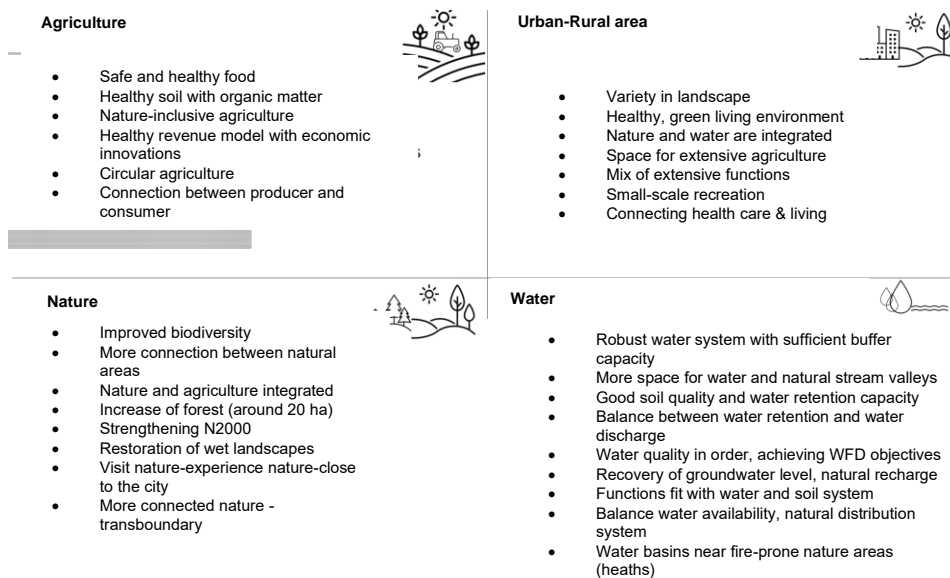 Agriculture
• Safe and healthy food
• Healthy soil with organic matter
• Nature-inclusive agriculture
• Healthy revenue model with economic
innovations
• Circular agriculture
• Connection between producer and
consumer
Urban-Rural area
• Variety in landscape
• Healthy, green living environment
• Nature and water are integrated
• Space for extensive agriculture
• Mix of extensive functions
• Small-scale recreation
• Connecting health care & living
Nature
• Improved biodiversity
• More connection between natural
areas
• Nature and agriculture integrated
• Increase of forest (around 20 ha)
• Strengthening N2000
• Restoration of wet landscapes
• Visit nature-experience nature-close
to the city
• More connected nature -
transboundary
Water
• Robust water system with sufficient buffer
capacity
• More space for water and natural stream valleys
• Good soil quality and water retention capacity
• Balance between water retention and water
discharge
• Water quality in order, achieving WFD objectives
• Recovery of groundwater level, natural recharge
• Functions fit with water and soil system
• Balance water availability, natural distribution
system
• Water basins near fire-prone nature areas
(heaths)